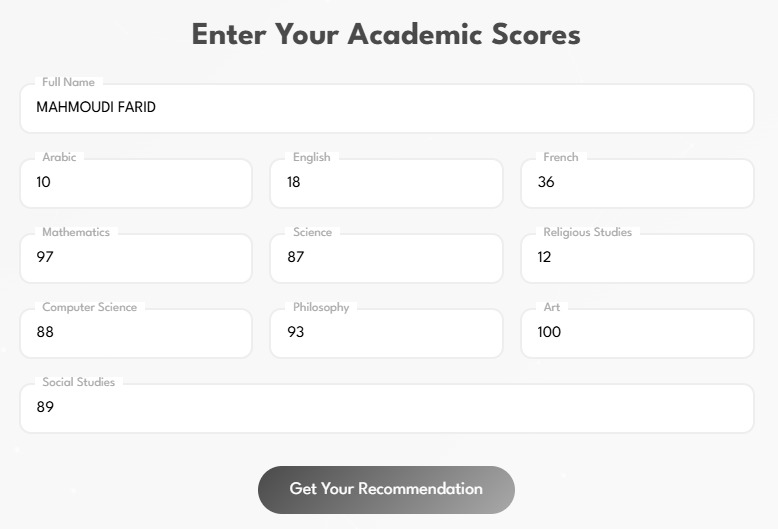 Enter Your Academic Scores
Full Name
MAHMOUDI FARID
Arabic
10
English
18
French
36
Mathematics
97
Science
87
Religious Studies
12
Computer Science
88
Philosophy
93
Art
100
Social Studies
89
Get Your Recommendation